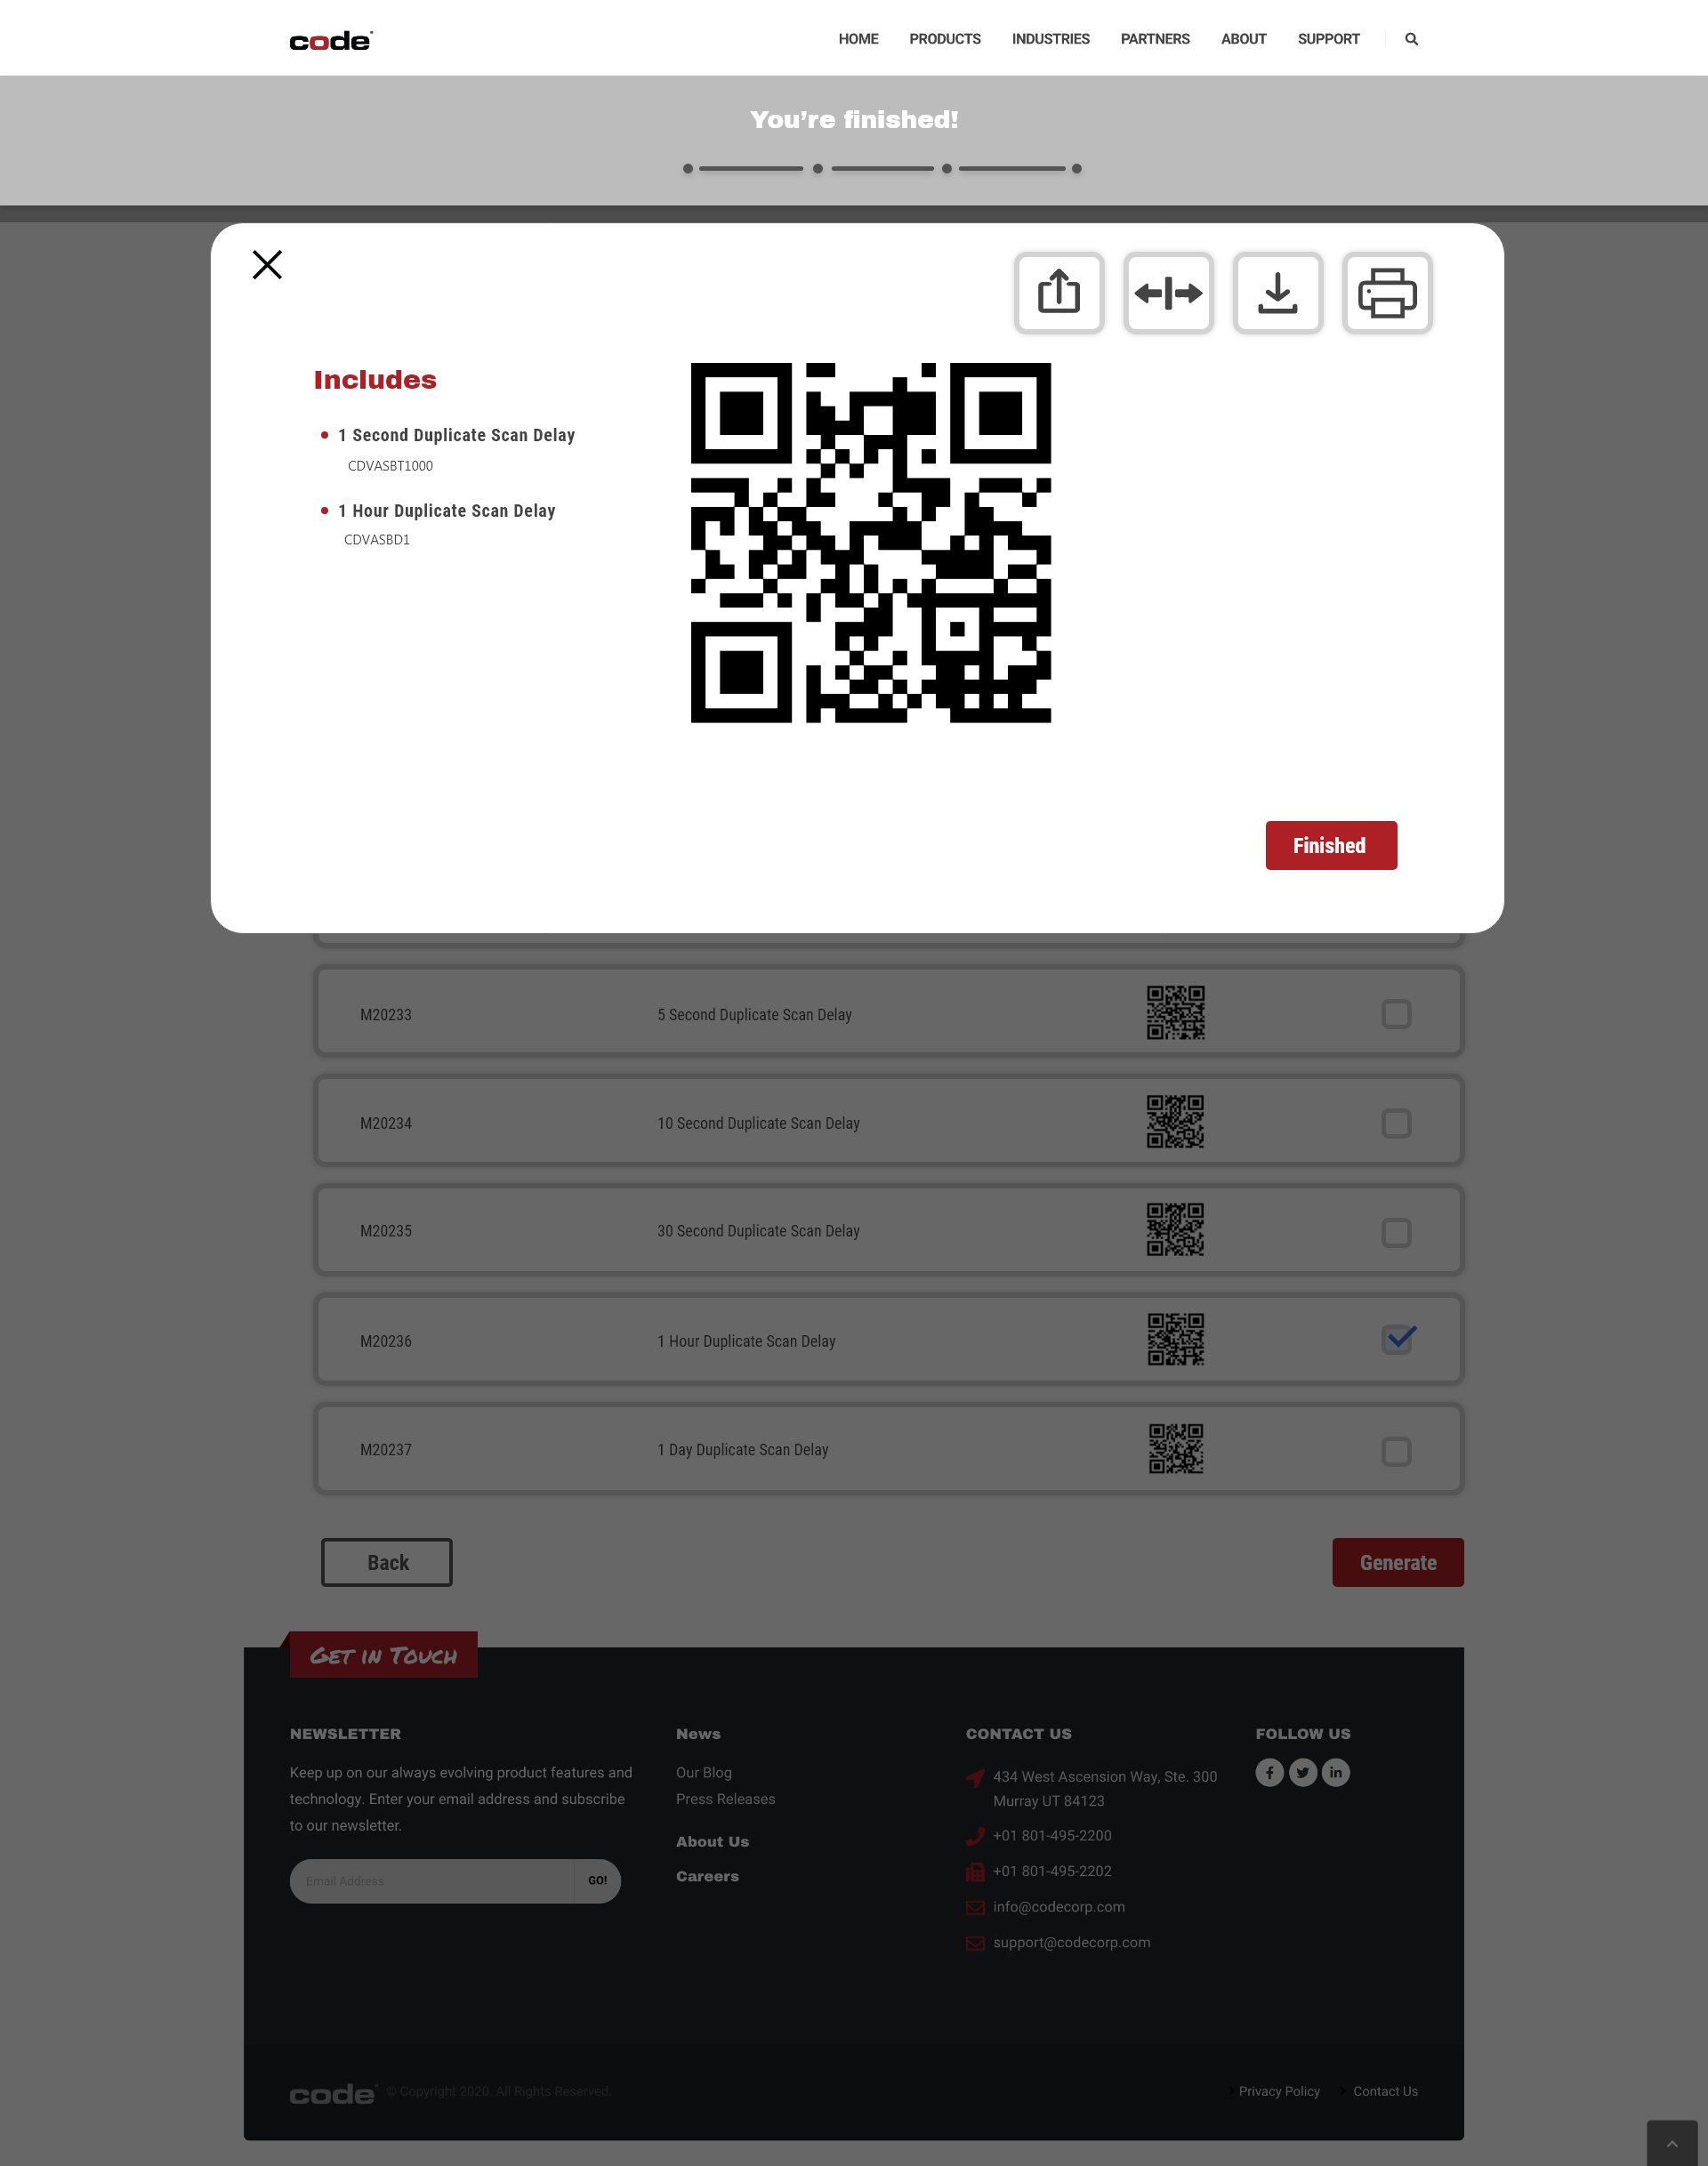 code
HOME PRODUCTS INDUSTRIES PARTNERS ABOUT SUPPORT
You're finished!
Includes
1 Second Duplicate Scan Delay
CDVASBT1000
1 Hour Duplicate Scan Delay
CDVASBD1
Finished
M20233 5 Second Duplicate Scan Delay
M20234 10 Second Duplicate Scan Delay
M20235 30 Second Duplicate Scan Delay
M20236 1 Hour Duplicate Scan Delay
M20237 1 Day Duplicate Scan Delay
Back Generate
GET IN TOUCH
NEWSLETTER
Keep up on our always evolving product features and
technology. Enter your email address and subscribe
to our newsletter.
Email Address GO!
News
Our Blog
Press Releases
About Us
Careers
CONTACT US
434 West Ascension Way, Ste. 300
Murray UT 84123
+01 801-495-2200
+01 801-495-2202
info@codecorp.com
support@codecorp.com
FOLLOW US
code © Copyright 2020. All Rights Reserved.
Privacy Policy Contact Us